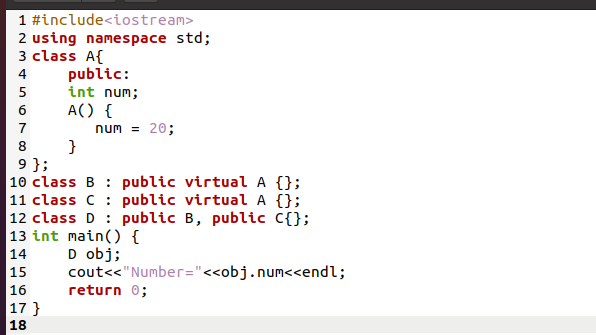 1 #include<iostream>
2 using namespace std;
3 class A{
4     public:
5     int num;
6     A() {
7        num = 20;
8     }
9 };
10 class B : public virtual A {};
11 class C : public virtual A {};
12 class D : public B, public C{};
13 int main() {
14     D obj;
15     cout<<"Number="<<obj.num<<endl;
16     return 0;
17 }
18